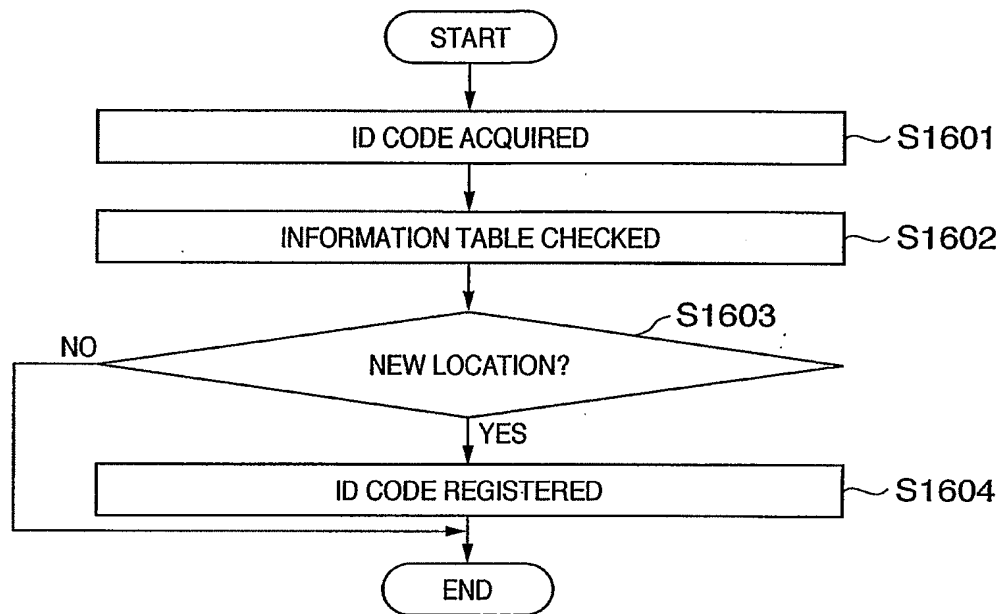 START
ID CODE ACQUIRED
S1601
INFORMATION TABLE CHECKED
S1602
S1603
NO
NEW LOCATION?
YES
ID CODE REGISTERED
S1604
END